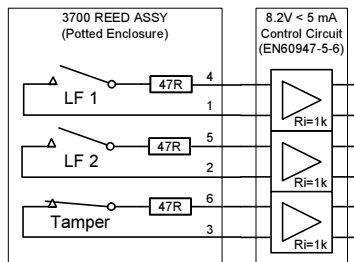 3700 REED ASSY
(Potted Enclosure)
8.2V < 5 mA
Control Circuit
(EN60947-5-6)
LF 1
47R
4
1
Ri=1k
LF 2
47R
5
2
Ri=1k
Tamper
47R
6
3
Ri=1k